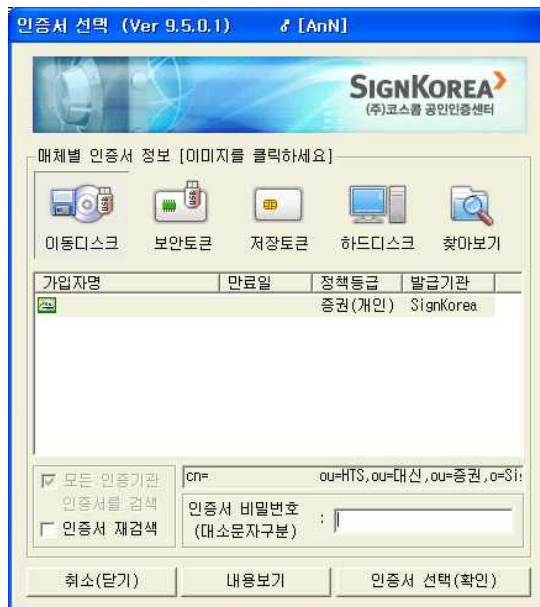 인증서 선택 (Ver 9.5.0.1) ♂ [AnN]
SIGNKOREA
(주)코스콤 공인인증센터
매체별 인증서 정보 [이미지를 클릭하세요]
이동디스크 보안토큰 저장토큰 하드디스크 찾아보기
가입자명 만료일 정책등급 발급기관
증권(개인) SignKorea
cn= ou=HTS,ou=대신,ou=증권,o=Si
모든 인증기관
인증서를 검색
인증서 재검색
인증서 비밀번호
(대소문자구분) :
취소(닫기) 내용보기 인증서 선택(확인)